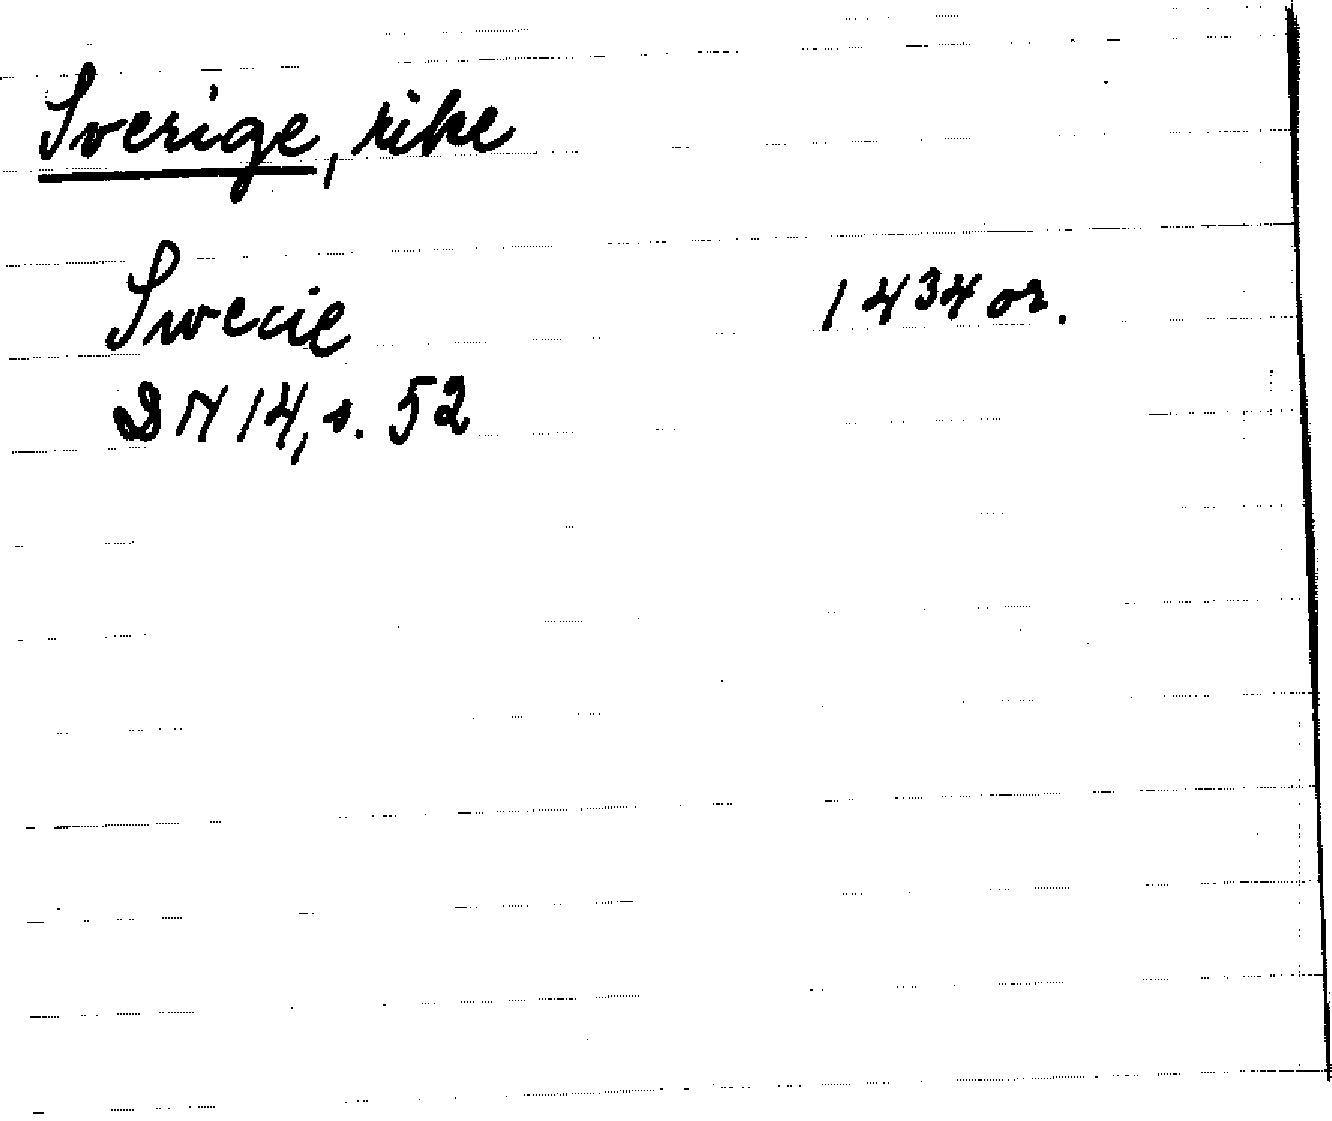 Sverige, rike
Swecie 1434 or.
DN 14, s. 52